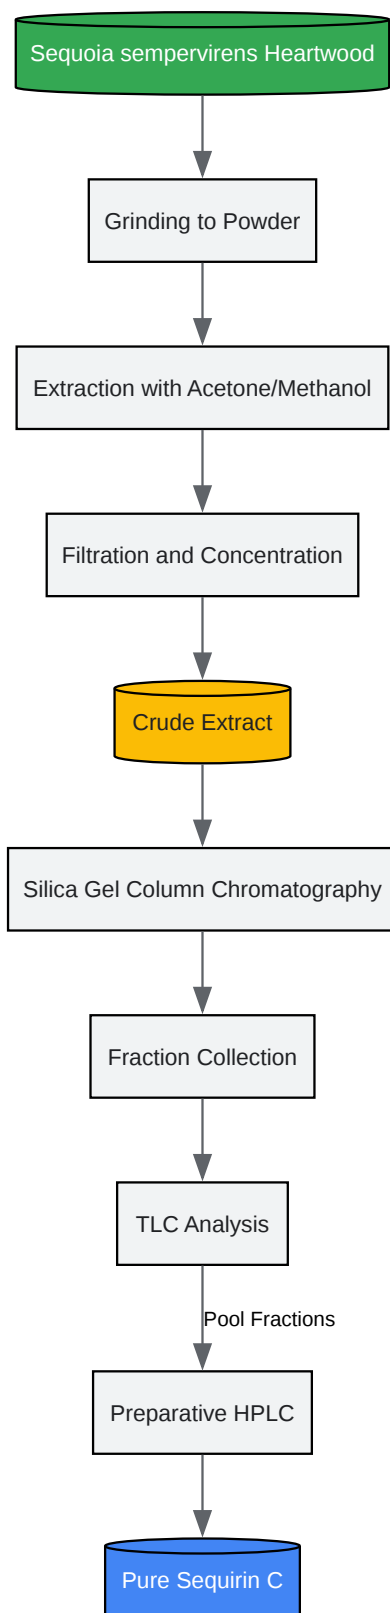 Sequoia sempervirens Heartwood
Grinding to Powder
Extraction with Acetone/Methanol
Filtration and Concentration
Crude Extract
Silica Gel Column Chromatography
Fraction Collection
TLC Analysis
Pool Fractions
Preparative HPLC
Pure Sequirin C